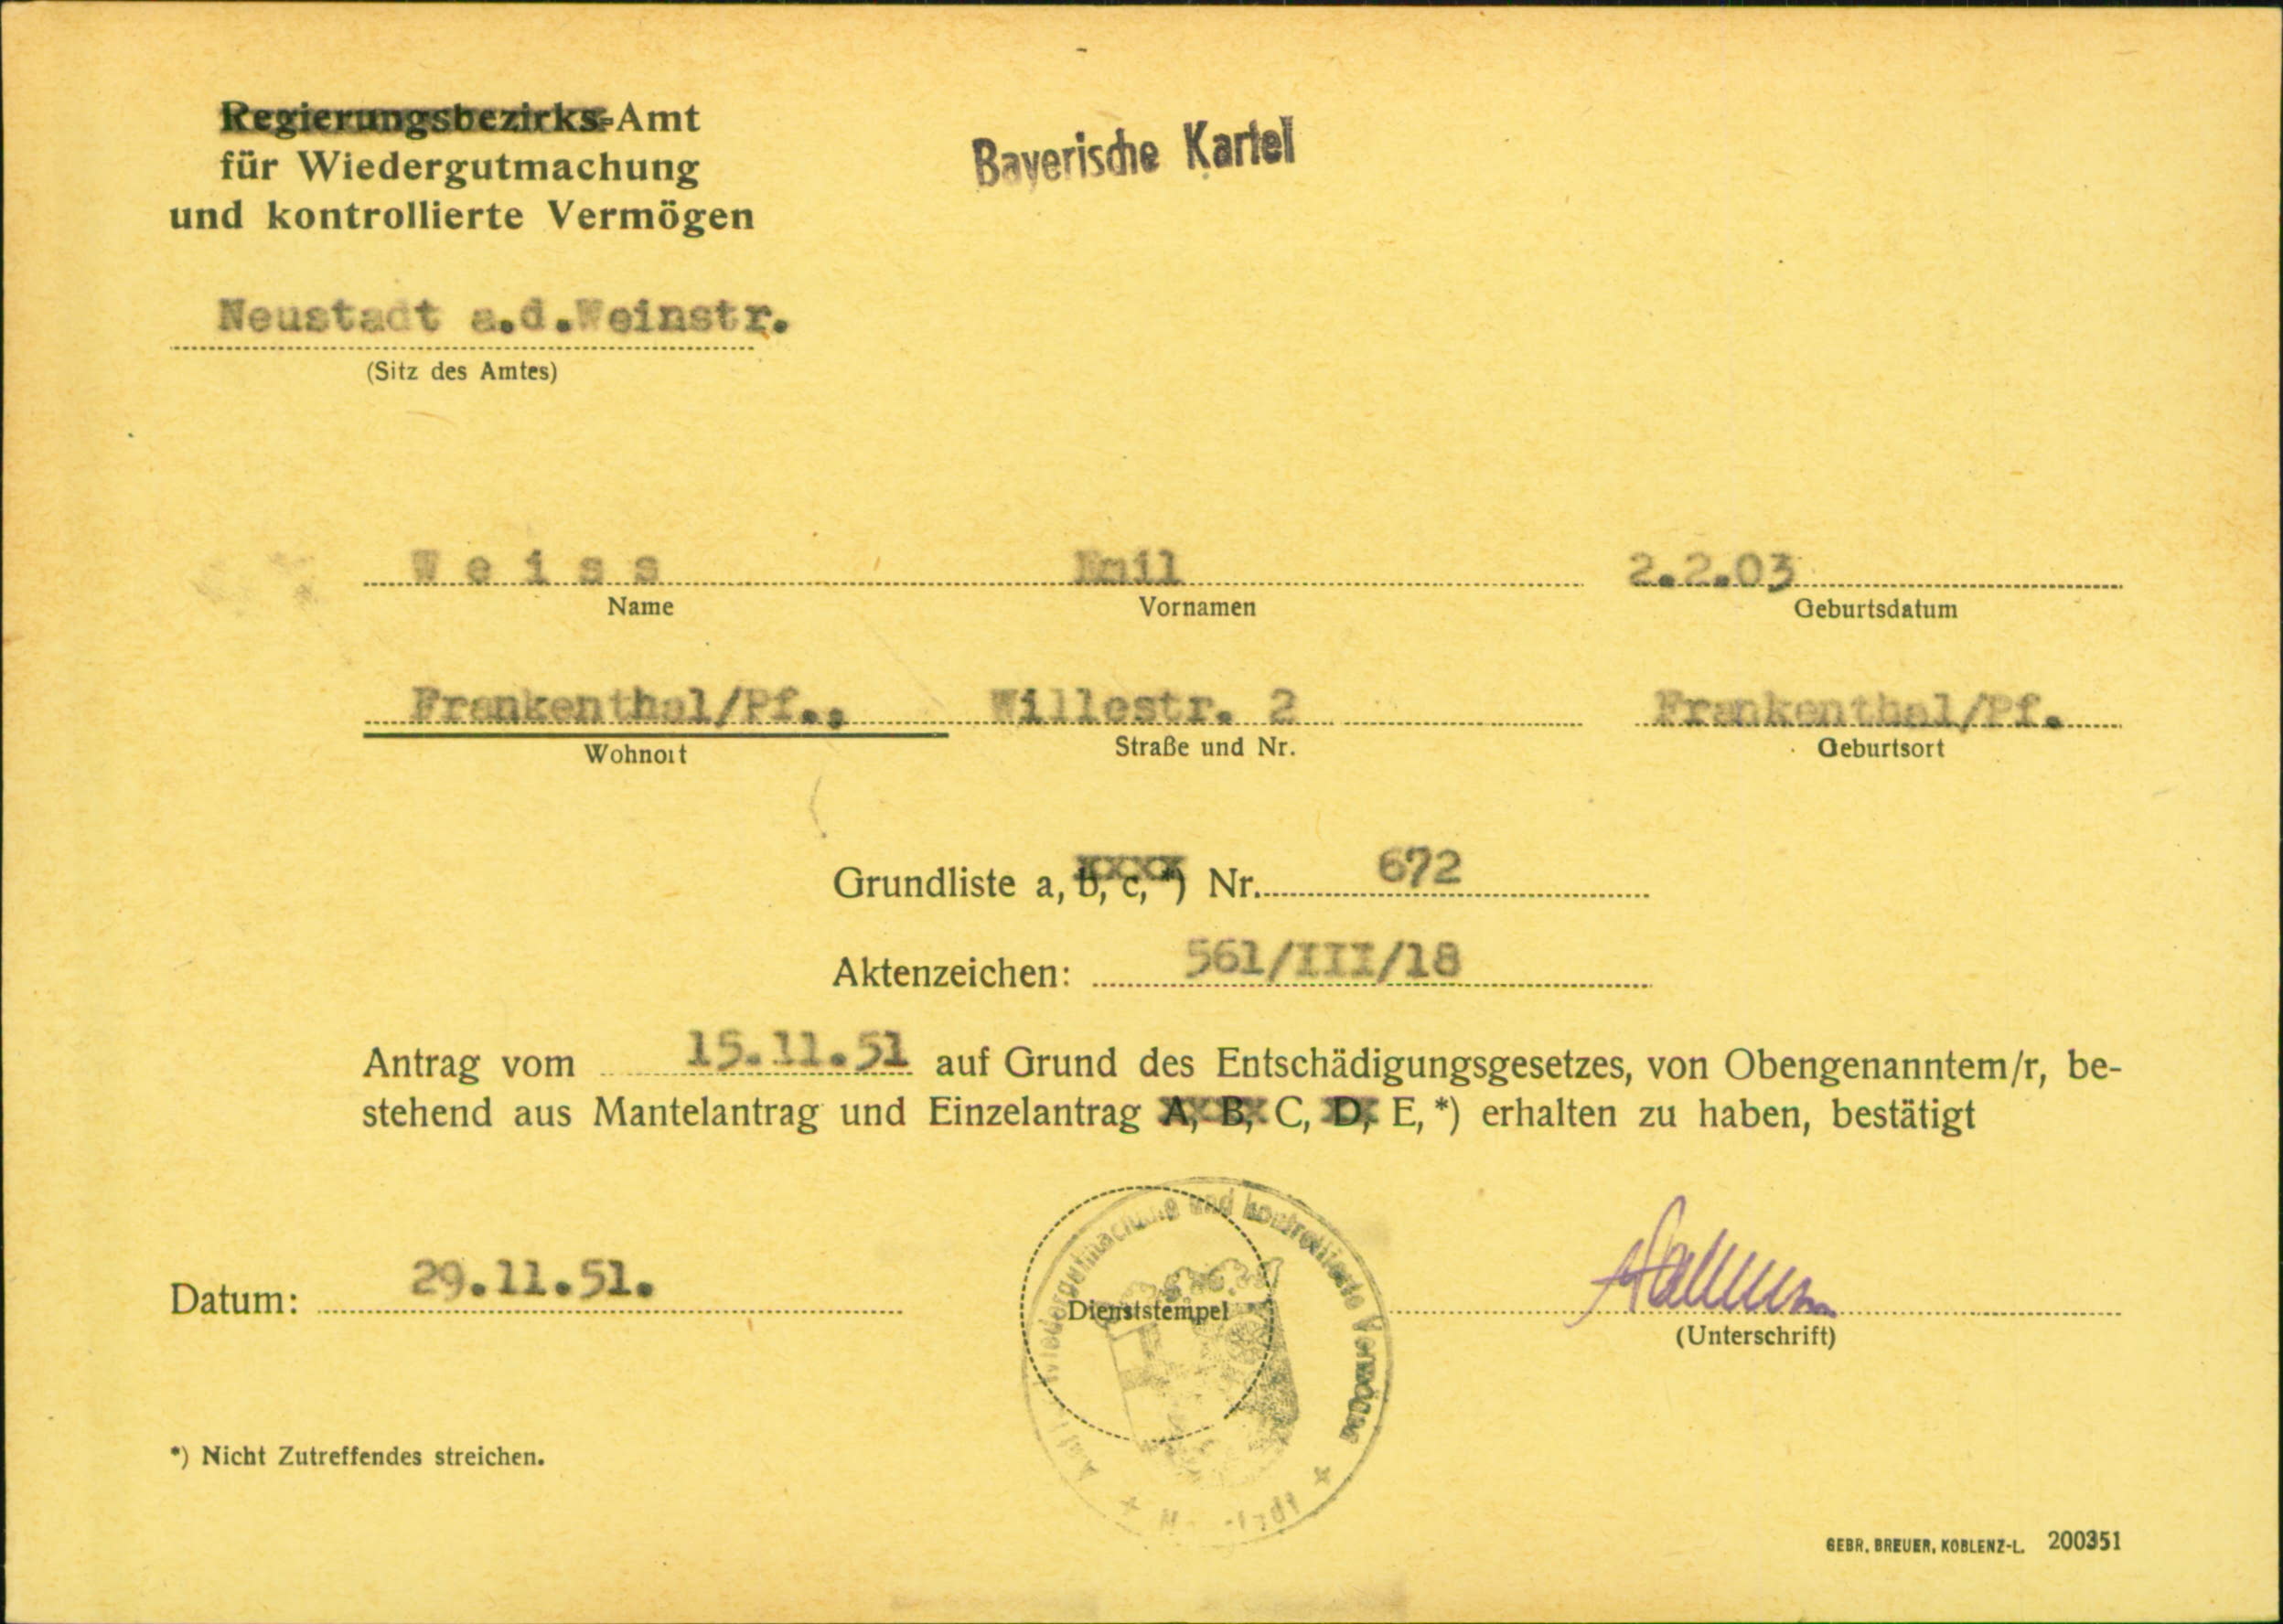 Regierungsbezirks-Amt
für Wiedergutmachung
und kontrollierte Vermögen
Bayerische Kartei
Neustadt a.d.Weinstr.
(Sitz des Amtes)
Weiss Emil 2.2.03
Name Vornamen Geburtsdatum
Frankenthal/Pf., Willestr. 2 Frankenthal/Pf.
Wohnort Straße und Nr. Geburtsort
Grundliste a, b, c, *) Nr. 672
Aktenzeichen: 561/III/18
Antrag vom 15.11.51 auf Grund des Entschädigungsgesetzes, von Obengenanntem/r, be-
stehend aus Mantelantrag und Einzelantrag A, B, C, D, E, *) erhalten zu haben, bestätigt
Amt Wiedergutmachung und kontrollierte Vermögen
Datum: 29.11.51.
Dienststempel
(Unterschrift)
*) Nicht Zutreffendes streichen.
GEBR. BREUER, KOBLENZ-L. 200351